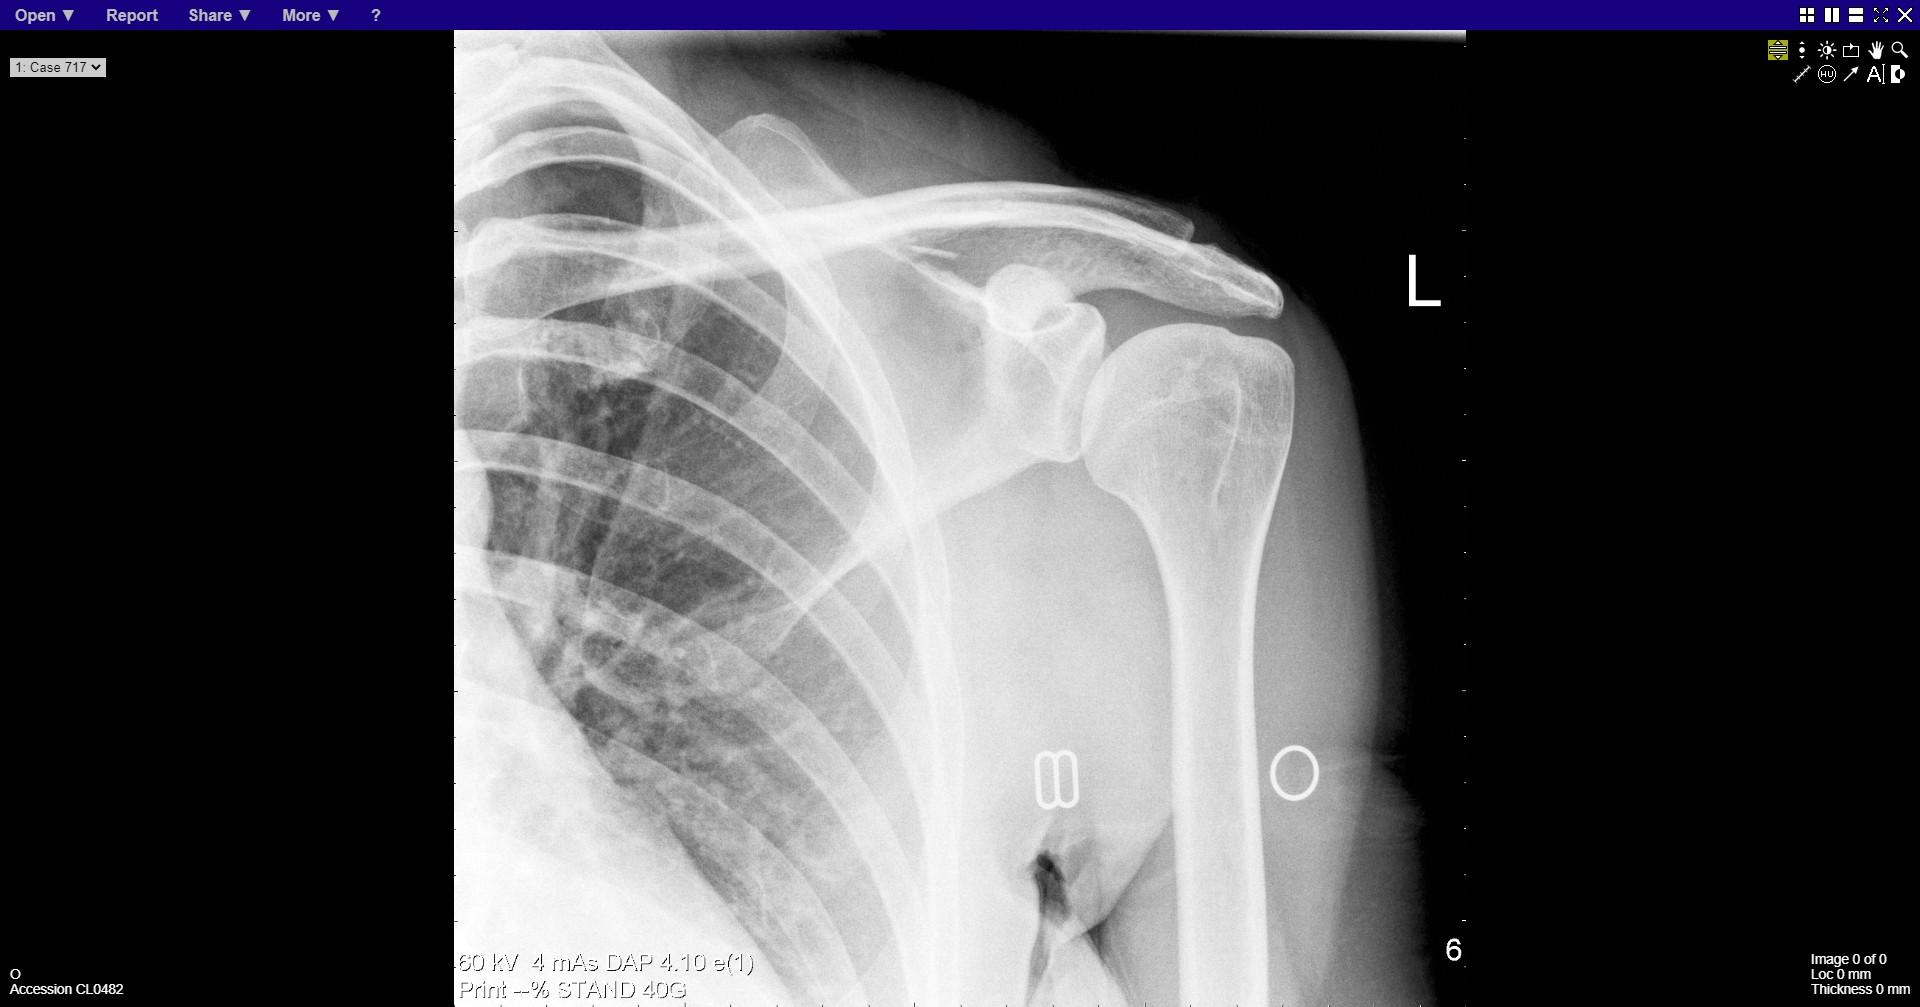 Open ▼ Report Share ▼ More ▼ ?
1: Case 717
HU
A
L
6
60 kV 4 mAs DAP 4.10 e(1)
Print --% STAND 40G
O
Accession CL0482
Image 0 of 0
Loc 0 mm
Thickness 0 mm